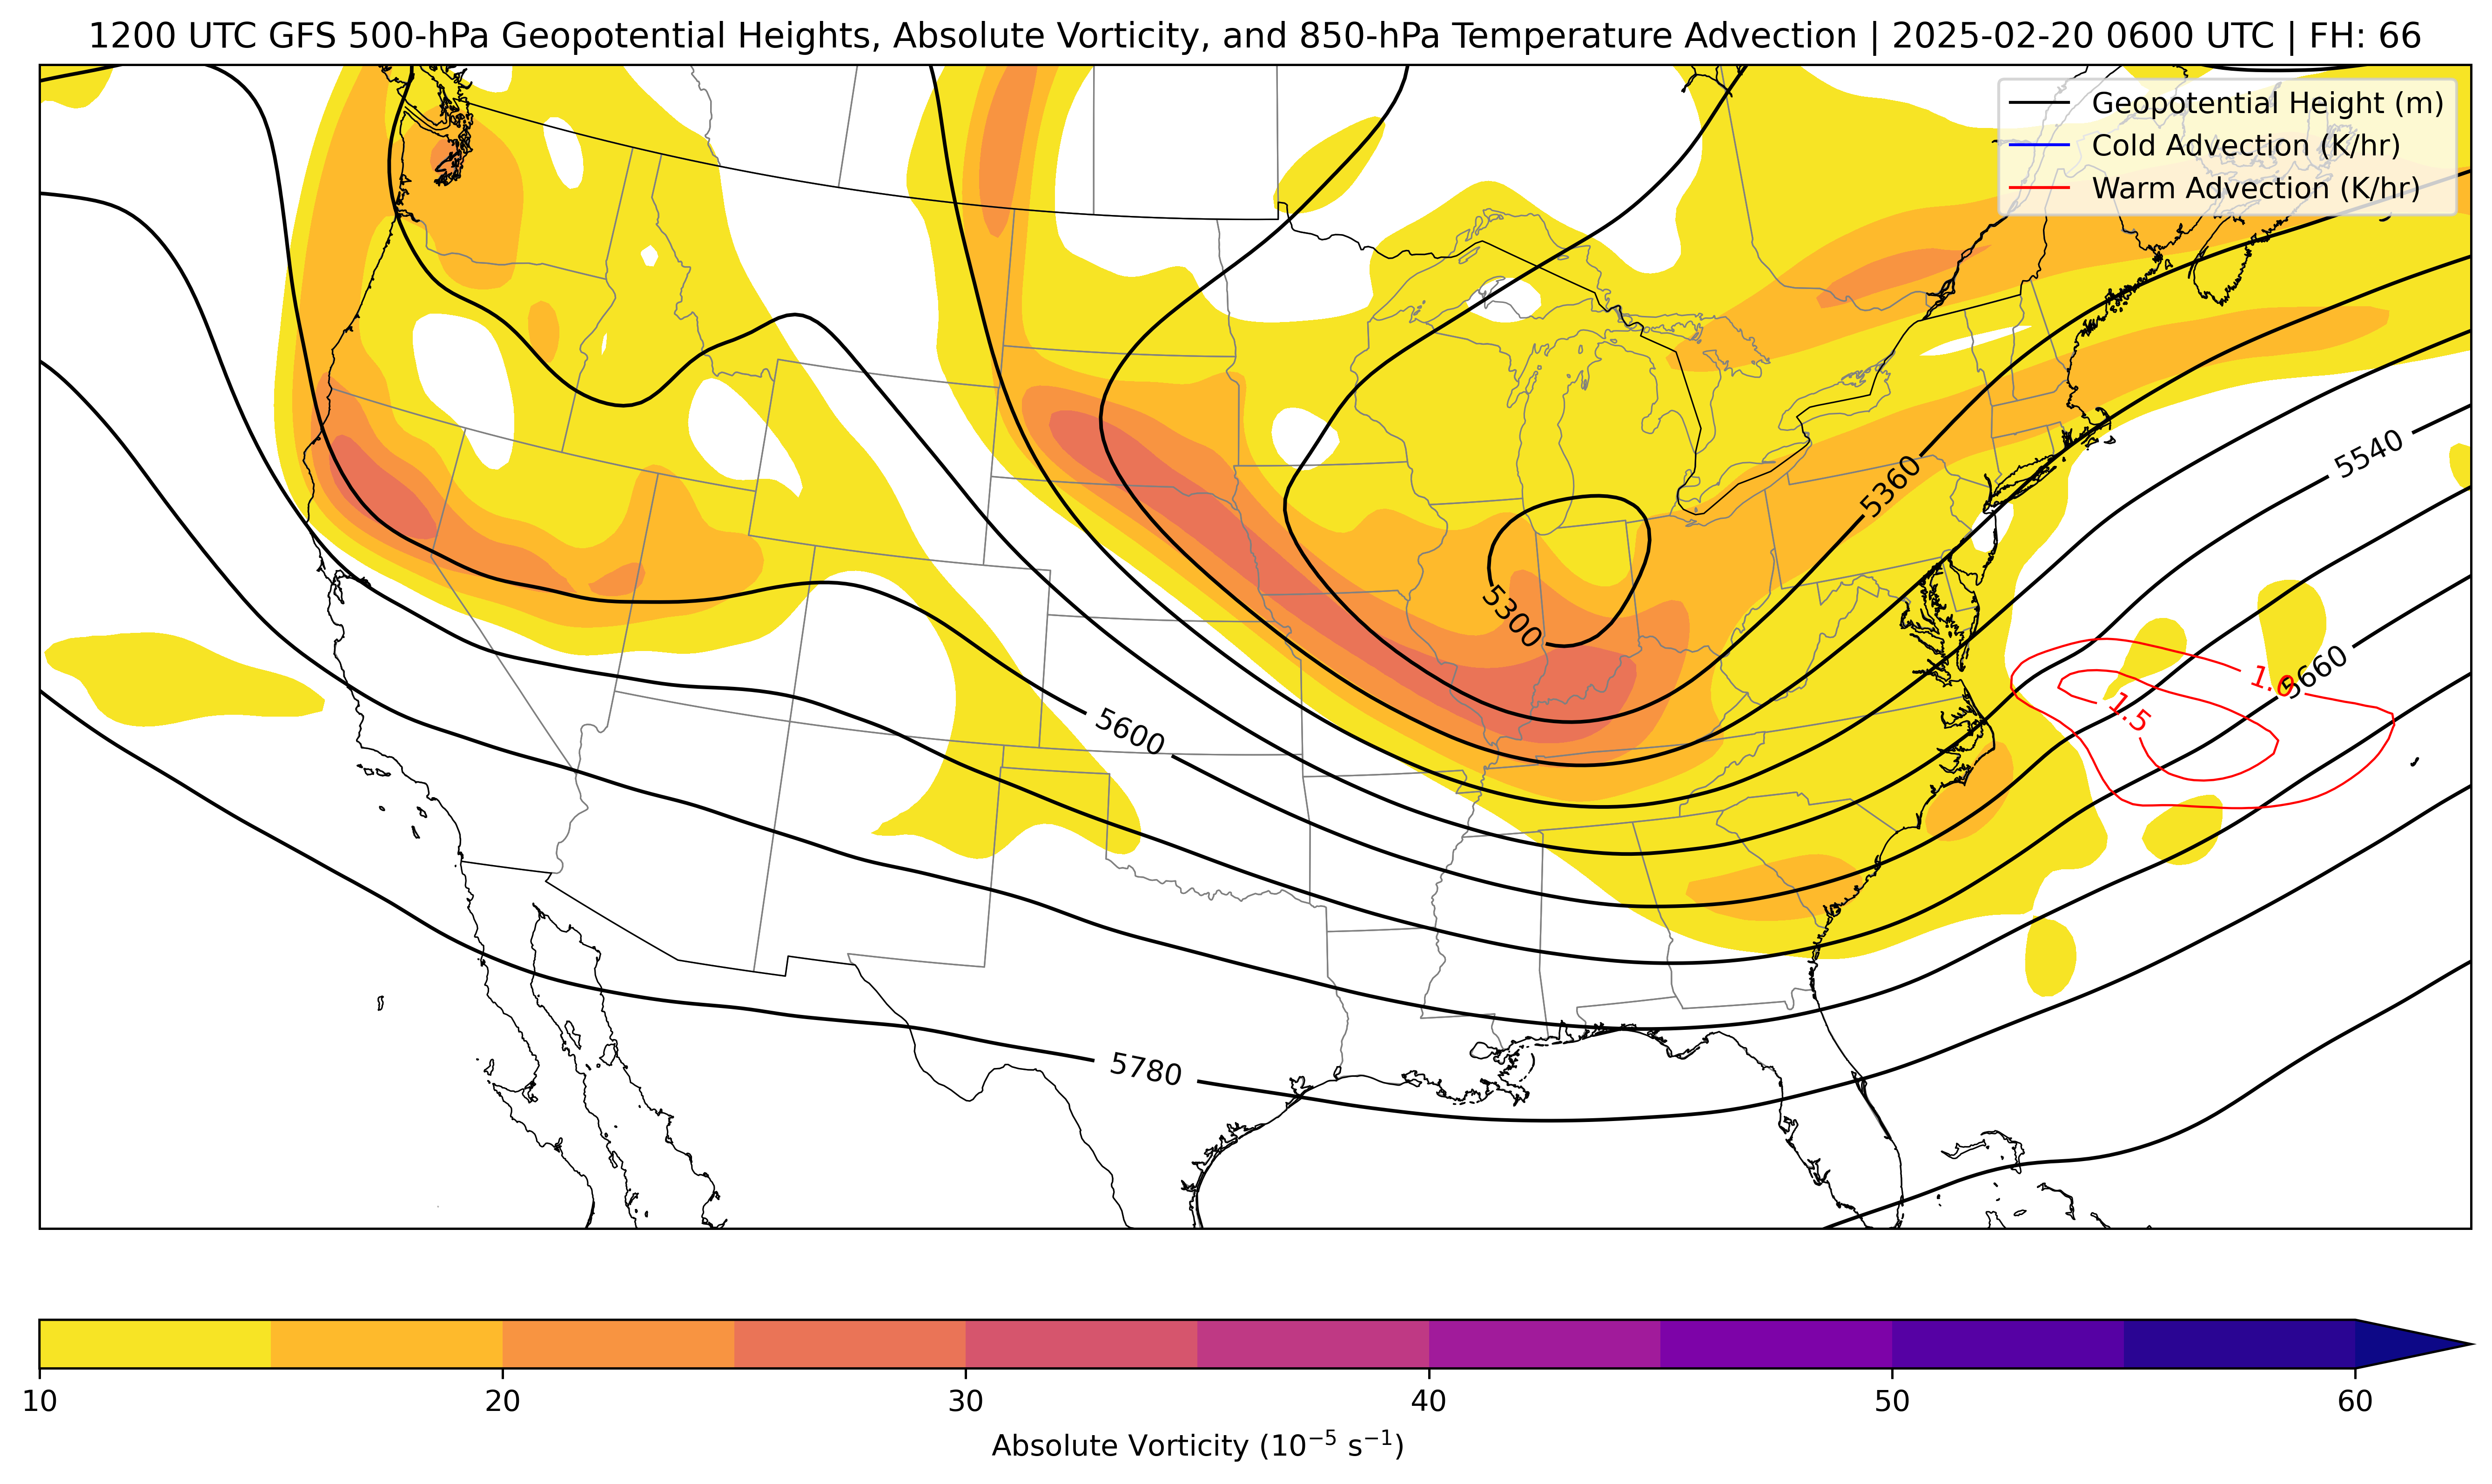 1200 UTC GFS 500-hPa Geopotential Heights, Absolute Vorticity, and 850-hPa Temperature Advection | 2025-02-20 0600 UTC | FH: 66
Geopotential Height (m)
Cold Advection (K/hr)
Warm Advection (K/hr)
5540
5360
5300
1.0
5660
1.5
5600
5780
10 20 30 40 50 60
Absolute Vorticity (10⁻⁵ s⁻¹)